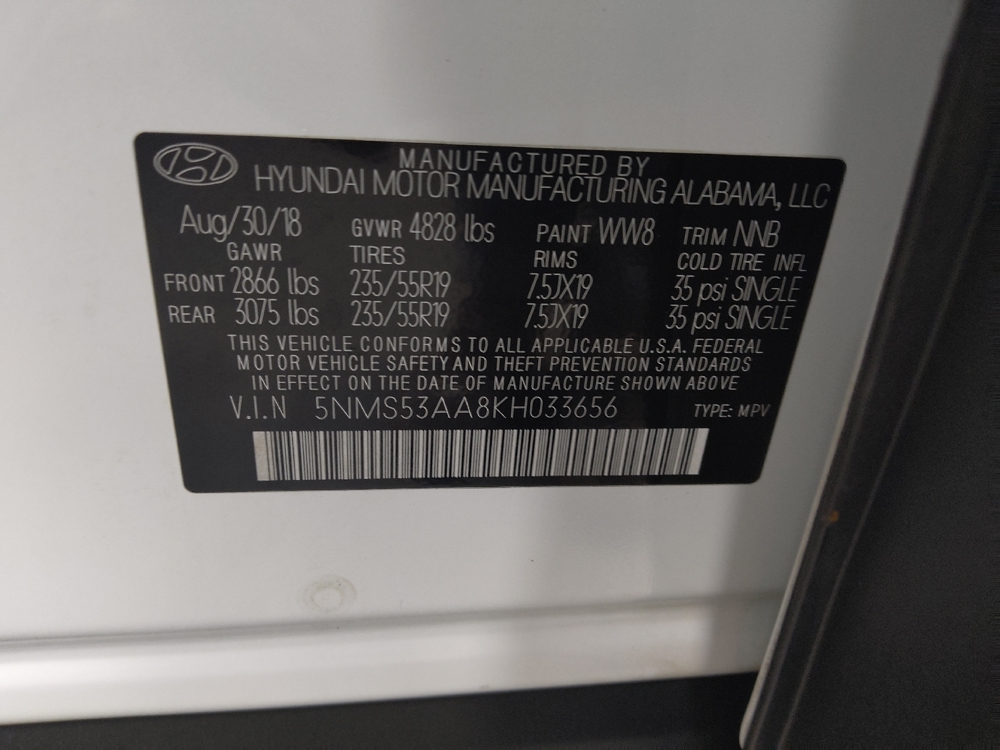 MANUFACTURED BY
HYUNDAI MOTOR MANUFACTURING ALABAMA, LLC
Aug/30/18 GVWR 4828 lbs PAINT WW8 TRIM NNB
GAWR TIRES RIMS COLD TIRE INFL
FRONT 2866 lbs 235/55R19 7.5JX19 35 psi SINGLE
REAR 3075 lbs 235/55R19 7.5JX19 35 psi SINGLE
THIS VEHICLE CONFORMS TO ALL APPLICABLE U.S.A. FEDERAL
MOTOR VEHICLE SAFETY AND THEFT PREVENTION STANDARDS
IN EFFECT ON THE DATE OF MANUFACTURE SHOWN ABOVE
V.I.N 5NMS53AA8KH033656 TYPE: MPV